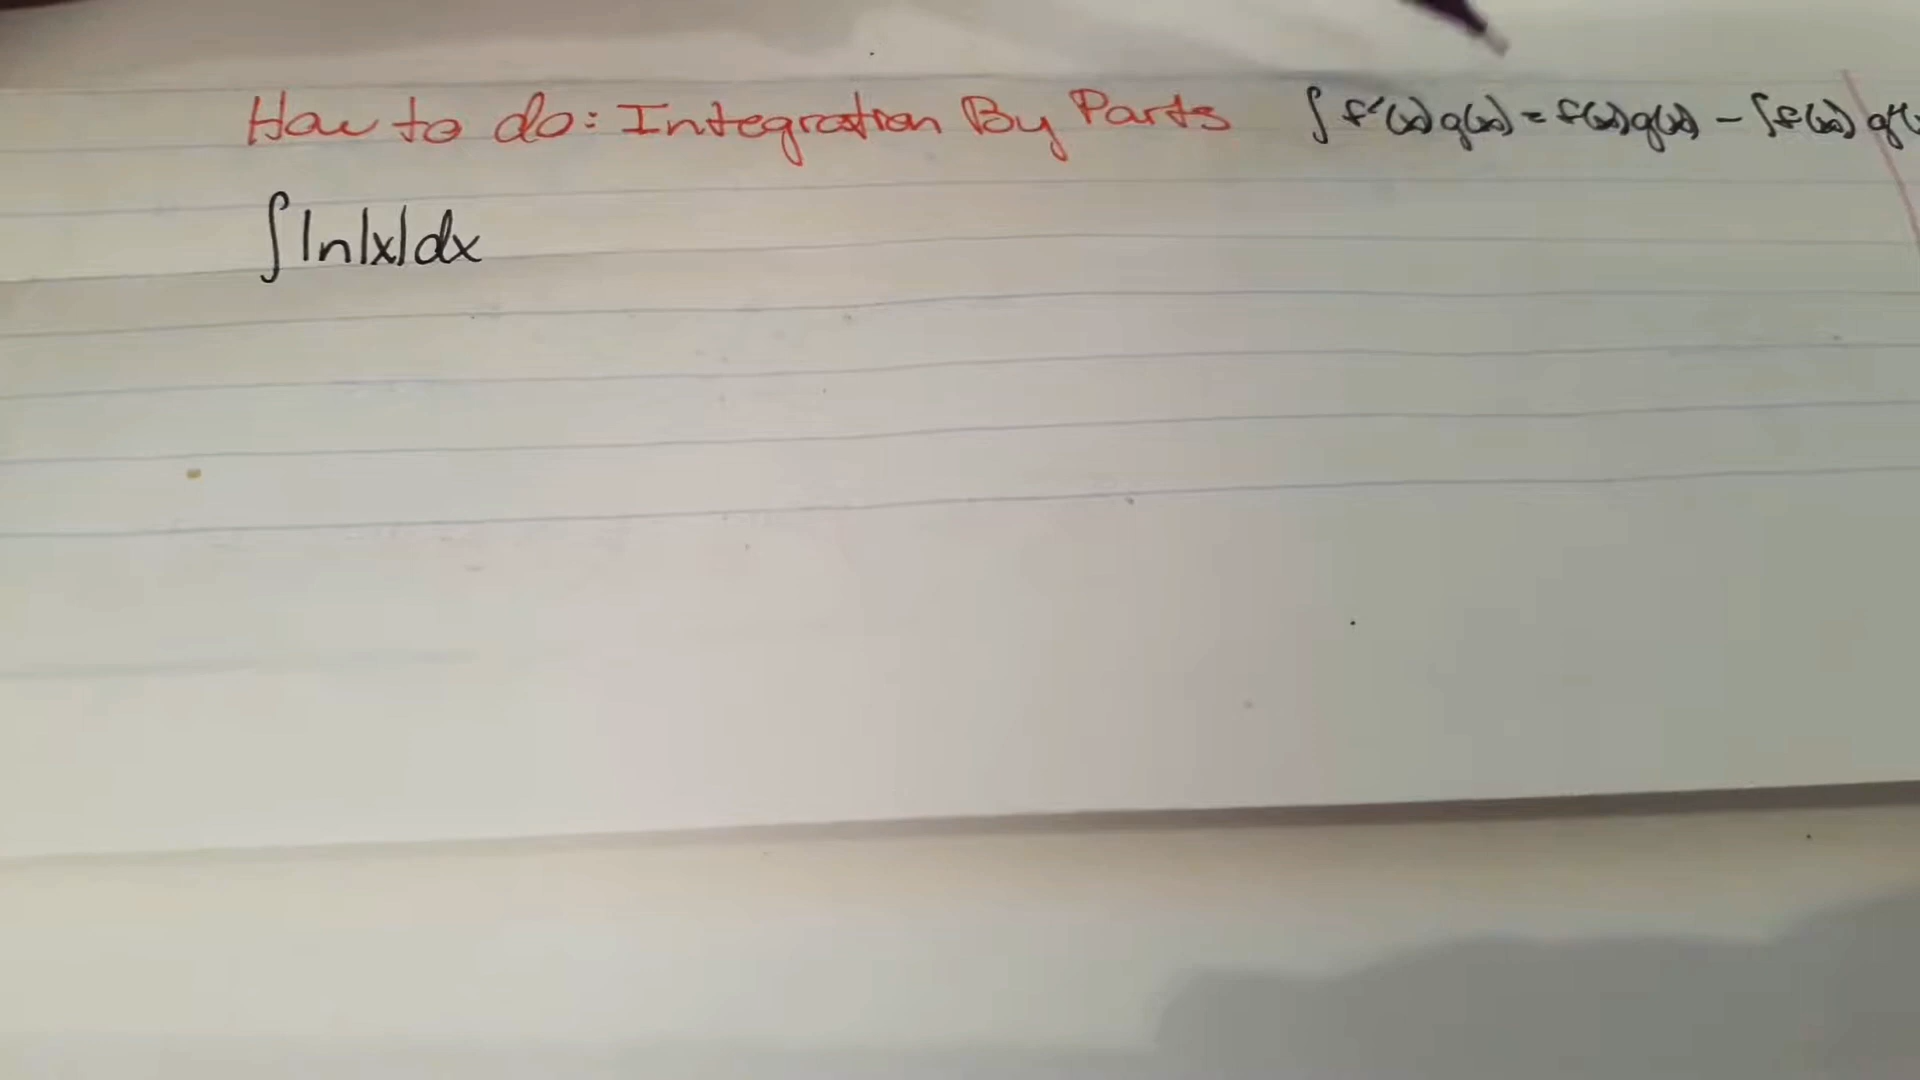 How to do: Integration By Parts ∫ f'(x)g(x) = f(x)g(x) - ∫f(x) g'(
∫ln|x|dx